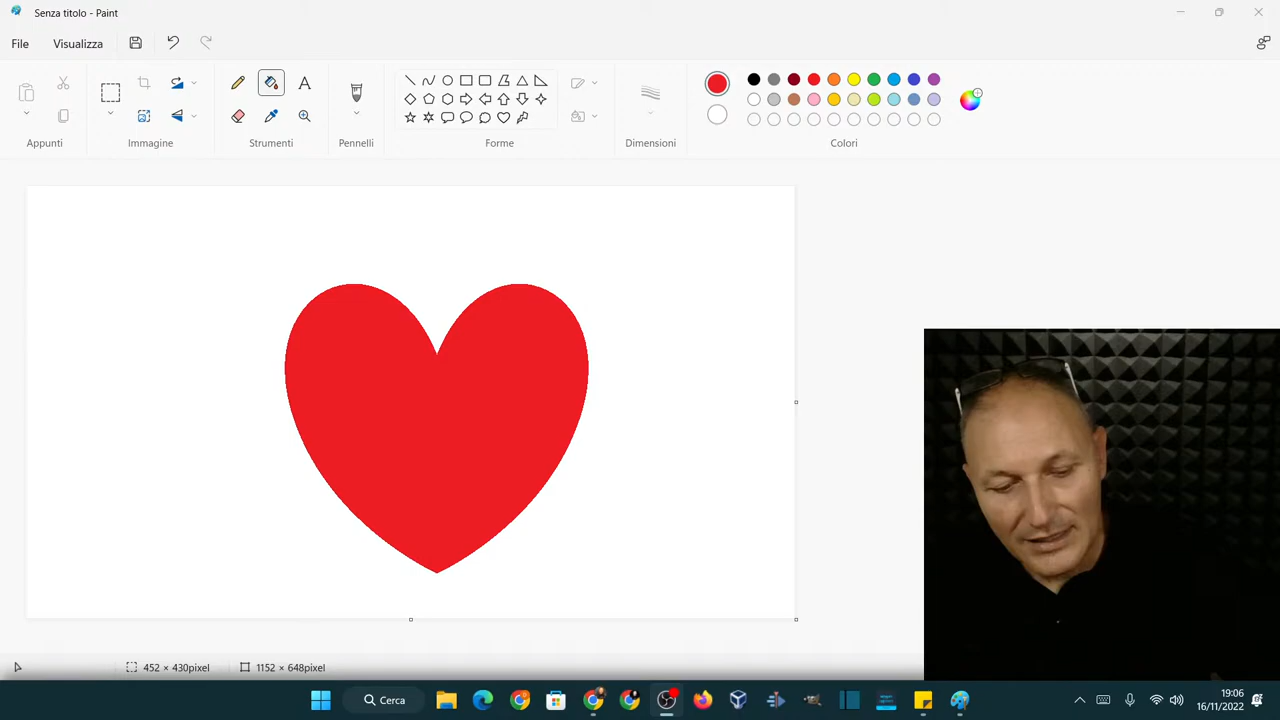 Senza titolo - Paint
File Visualizza
Appunti Immagine Strumenti Pennelli Forme Dimensioni Colori
452 × 430pixel 1152 × 648pixel
Cerca
19:06
16/11/2022